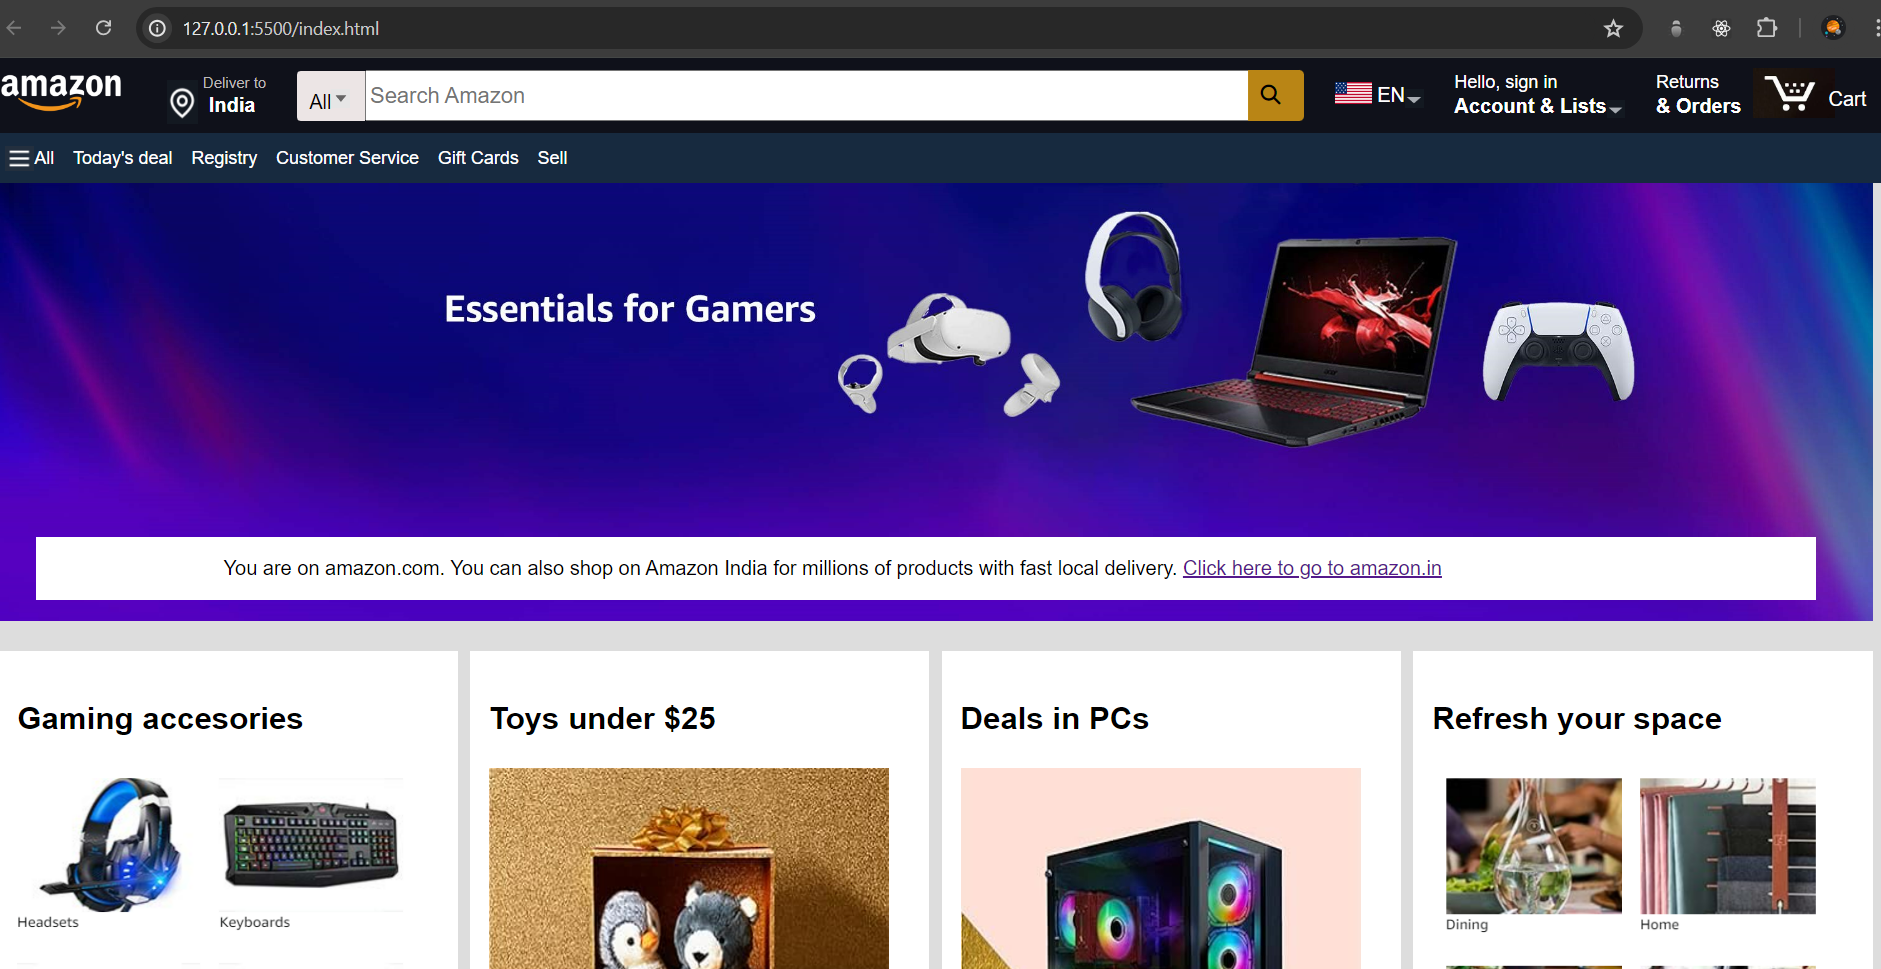 127.0.0.1:5500/index.html
amazon
Deliver to
India
All
Search Amazon
EN
Hello, sign in
Account & Lists
Returns
& Orders
Cart
All Today's deal Registry Customer Service Gift Cards Sell
Essentials for Gamers
You are on amazon.com. You can also shop on Amazon India for millions of products with fast local delivery. Click here to go to amazon.in
Gaming accesories
Headsets
Keyboards
Toys under $25
Deals in PCs
Refresh your space
Dining
Home